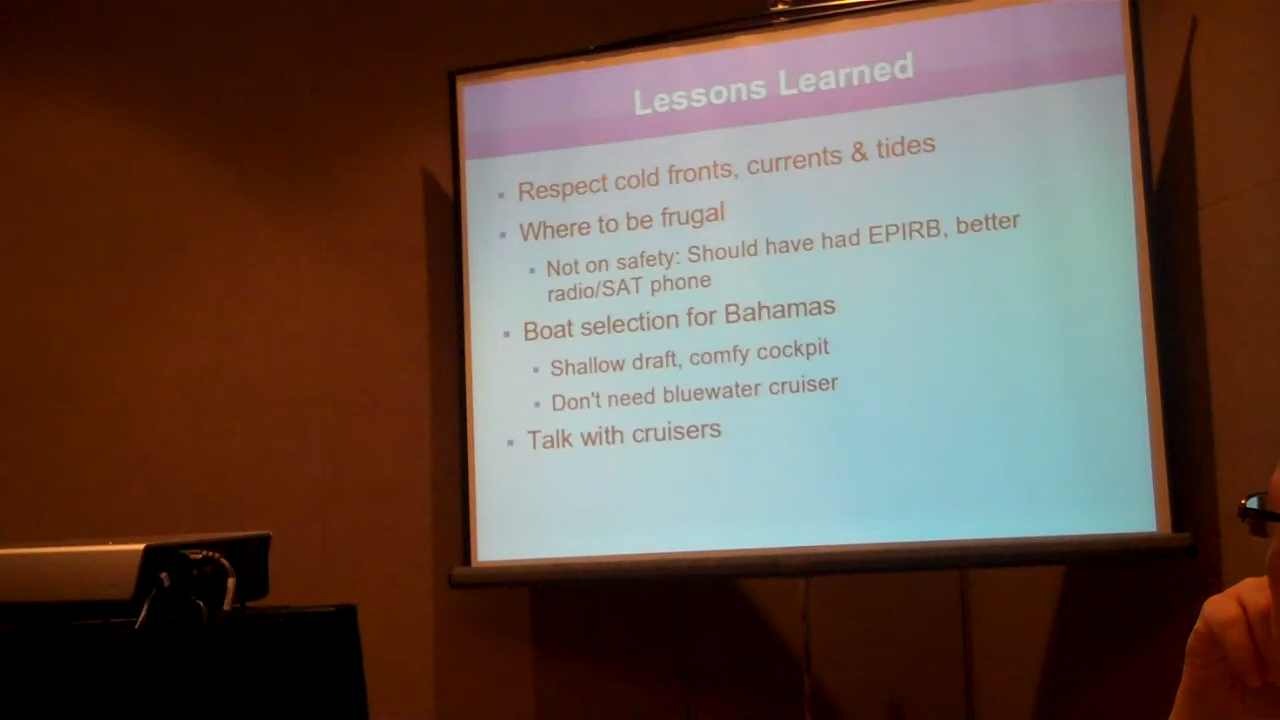 Lessons Learned
Respect cold fronts, currents & tides
Where to be frugal
Not on safety: Should have had EPIRB, better
radio/SAT phone
Boat selection for Bahamas
Shallow draft, comfy cockpit
Don't need bluewater cruiser
Talk with cruisers